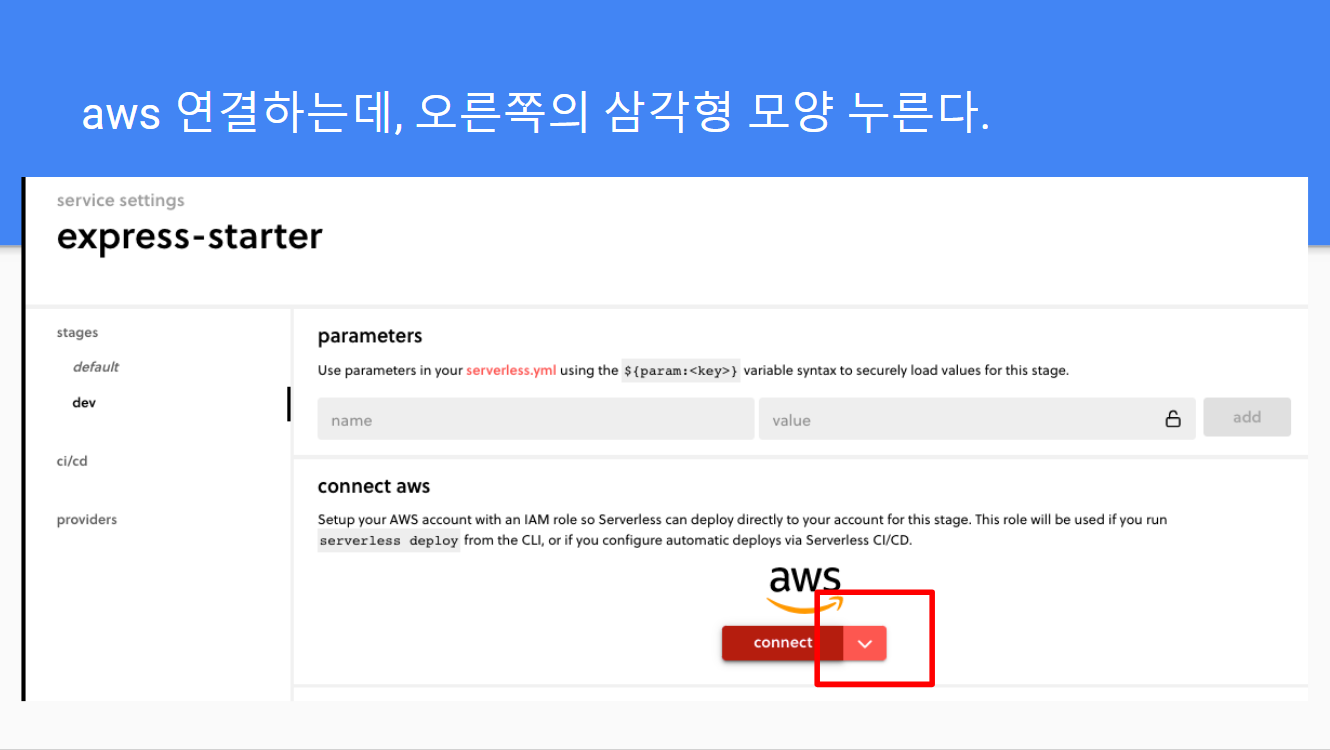 aws 연결하는데, 오른쪽의 삼각형 모양 누른다.
service settings
express-starter
stages
default
dev
ci/cd
providers
parameters
Use parameters in your serverless.yml using the ${param:<key>} variable syntax to securely load values for this stage.
name
value
add
connect aws
Setup your AWS account with an IAM role so Serverless can deploy directly to your account for this stage. This role will be used if you run
serverless deploy from the CLI, or if you configure automatic deploys via Serverless CI/CD.
aws
connect